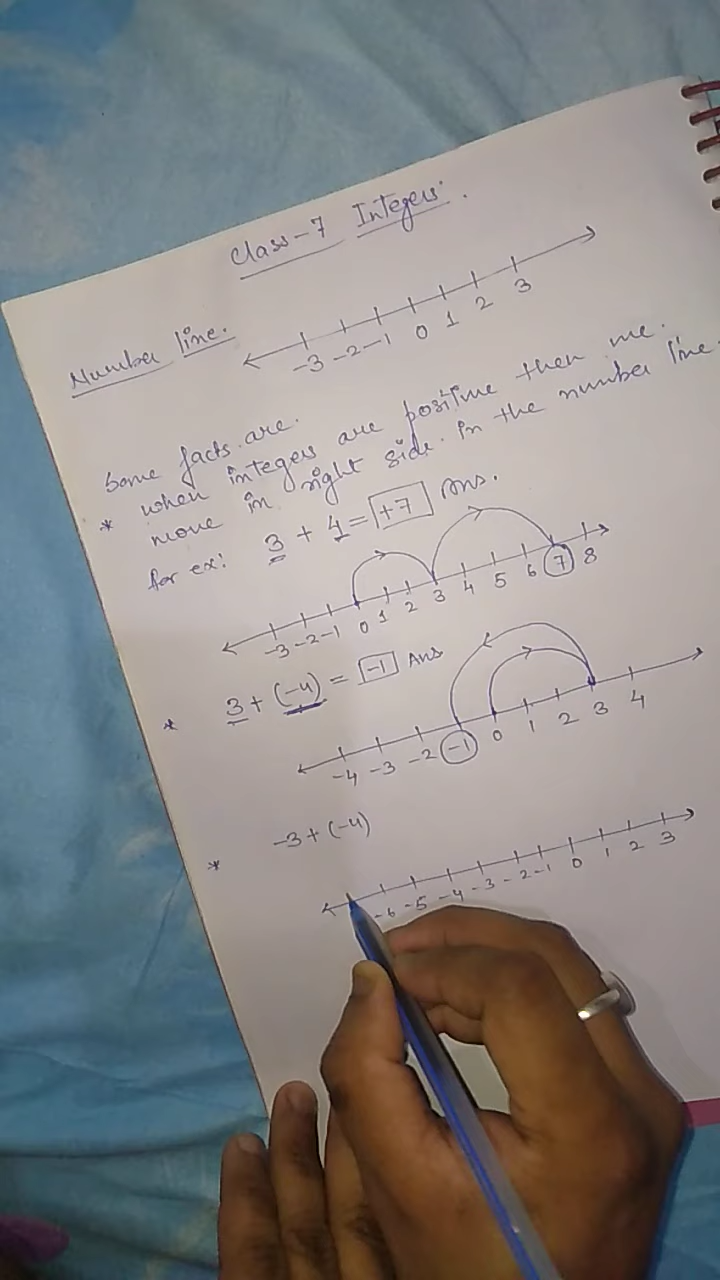 Class-7 Integers.
Number line.
-3 -2 -1 0 1 2 3
Some facts are.
* when integers are positive then me.
move in right side. in the number line.
for ex: 3 + 4 = +7 Ans.
-3 -2 -1 0 1 2 3 4 5 6 7 8
* 3 + (-4) = -1 Ans
-4 -3 -2 -1 0 1 2 3 4
* -3 + (-4)
-6 -5 -4 -3 -2 -1 0 1 2 3